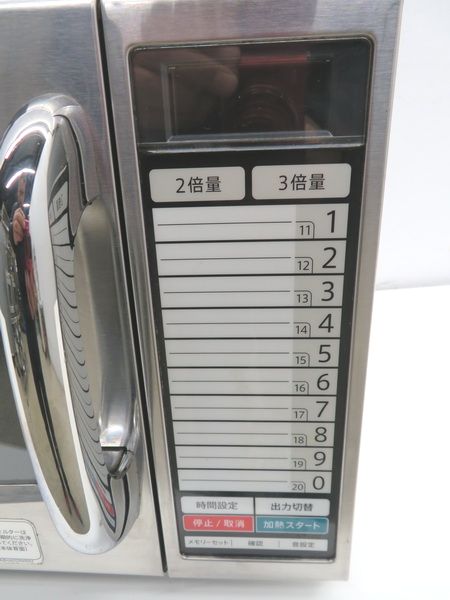 2倍量 3倍量
11 1
12 2
13 3
14 4
15 5
16 6
17 7
18 8
19 9
20 0
時間設定 出力切替
停止/取消 加熱スタート
メモリーセット 確認 音設定